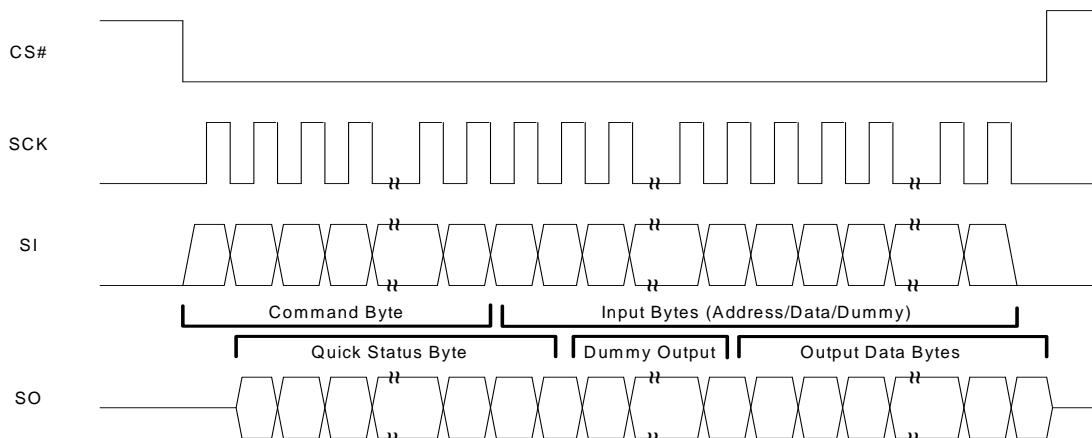 CS#
SCK
SI
Command Byte
Input Bytes (Address/Data/Dummy)
Quick Status Byte
Dummy Output
Output Data Bytes
SO